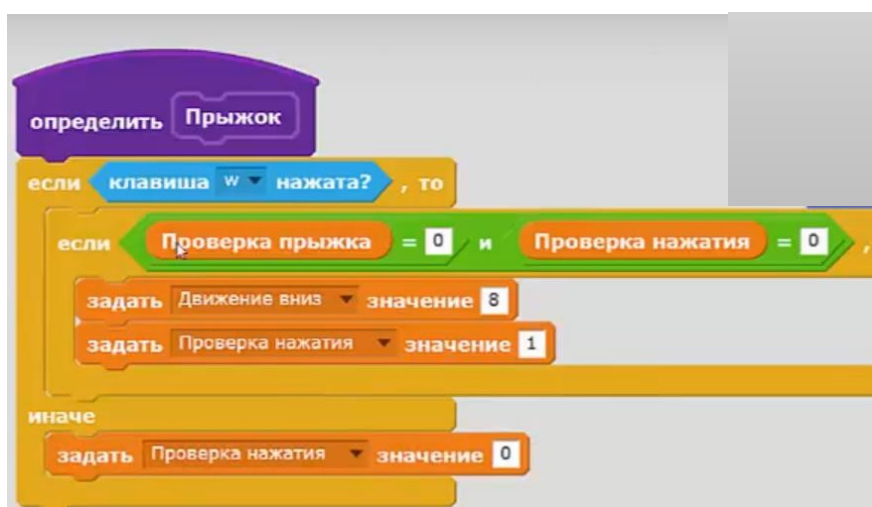 определить Прыжок
если клавиша w нажата? , то
если Проверка прыжка = 0 и Проверка нажатия = 0 ,
задать Движение вниз значение 8
задать Проверка нажатия значение 1
иначе
задать Проверка нажатия значение 0